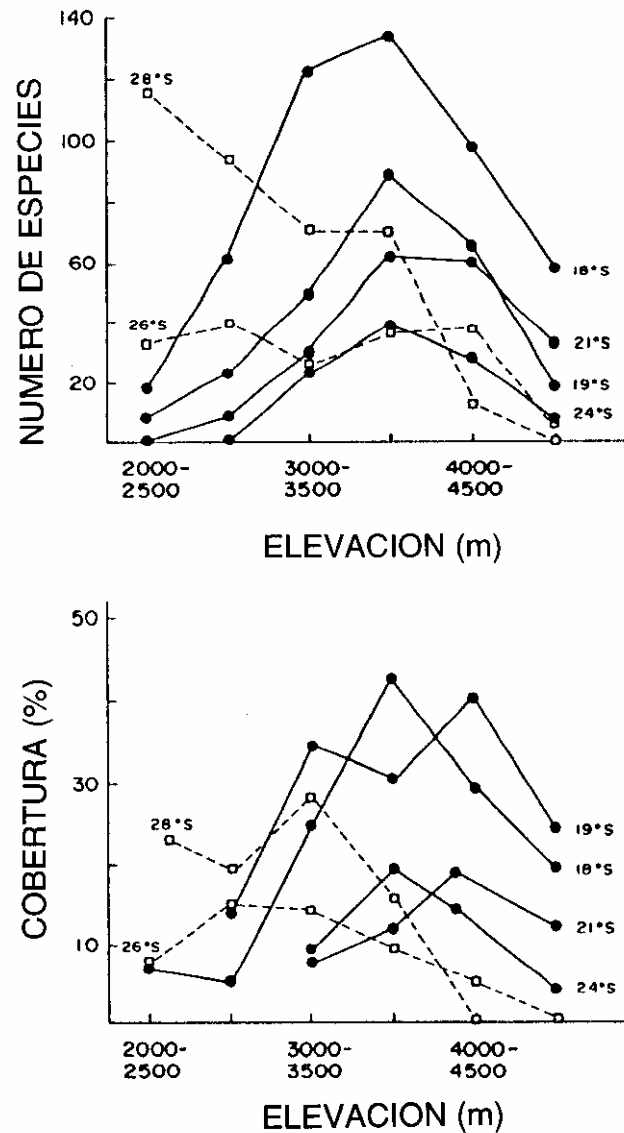 140
100
60
20
NUMERO DE ESPECIES
28°S
26°S
18°S
21°S
19°S
24°S
2000-
2500
3000-
3500
4000-
4500
ELEVACION (m)
50
30
10
COBERTURA (%)
28°S
26°S
19°S
18°S
21°S
24°S
2000-
2500
3000-
3500
4000-
4500
ELEVACION (m)